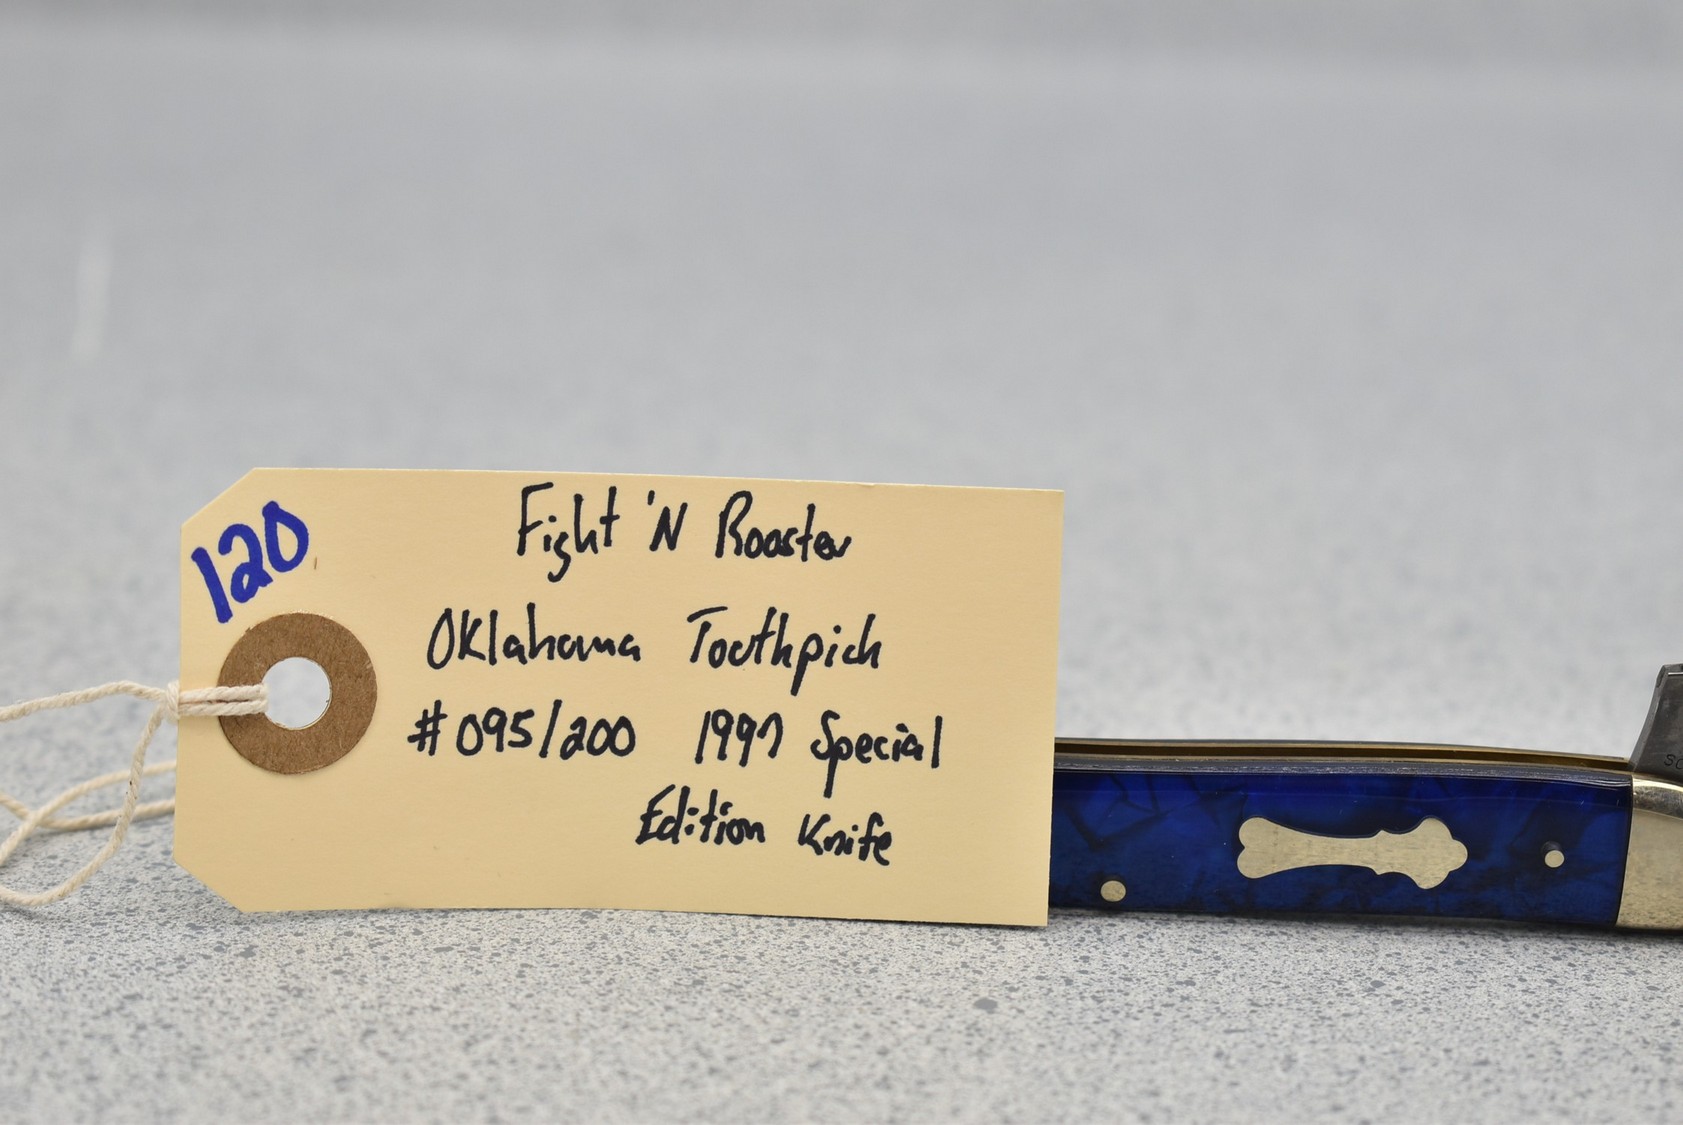 120
Fight 'N Rooster
Oklahoma Toothpick
#095/200 1997 Special
Edition Knife